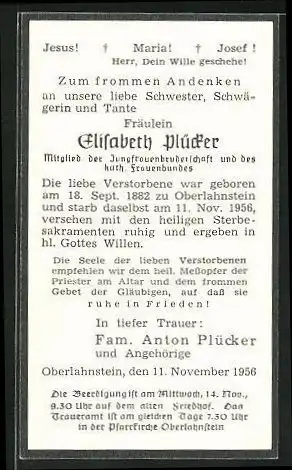 Jesus! † Maria! † Josef!
Herr, Dein Wille geschehe!
Zum frommen Andenken
an unsere liebe Schwester, Schwä-
gerin und Tante
Fräulein
Elisabeth Plücker
Mitglied der Jungfrauenbruderschaft und des
kath. Frauenbundes
Die liebe Verstorbene war geboren
am 18. Sept. 1882 zu Oberlahnstein
und starb daselbst am 11. Nov. 1956,
versehen mit den heiligen Sterbe-
sakramenten ruhig und ergeben in
hl. Gottes Willen.
Die Seele der lieben Verstorbenen
empfehlen wir dem heil. Meßopfer der
Priester am Altar und dem frommen
Gebet der Gläubigen, auf daß sie
ruhe in Frieden!
In tiefer Trauer:
Fam. Anton Plücker
und Angehörige
Oberlahnstein, den 11. November 1956
Die Beerdigung ist am Mittwoch, 14. Nov.,
9.30 Uhr auf dem alten Friedhof. Das
Traueramt ist am gleichen Tage 7.30 Uhr
in der Pfarrkirche Oberlahnstein